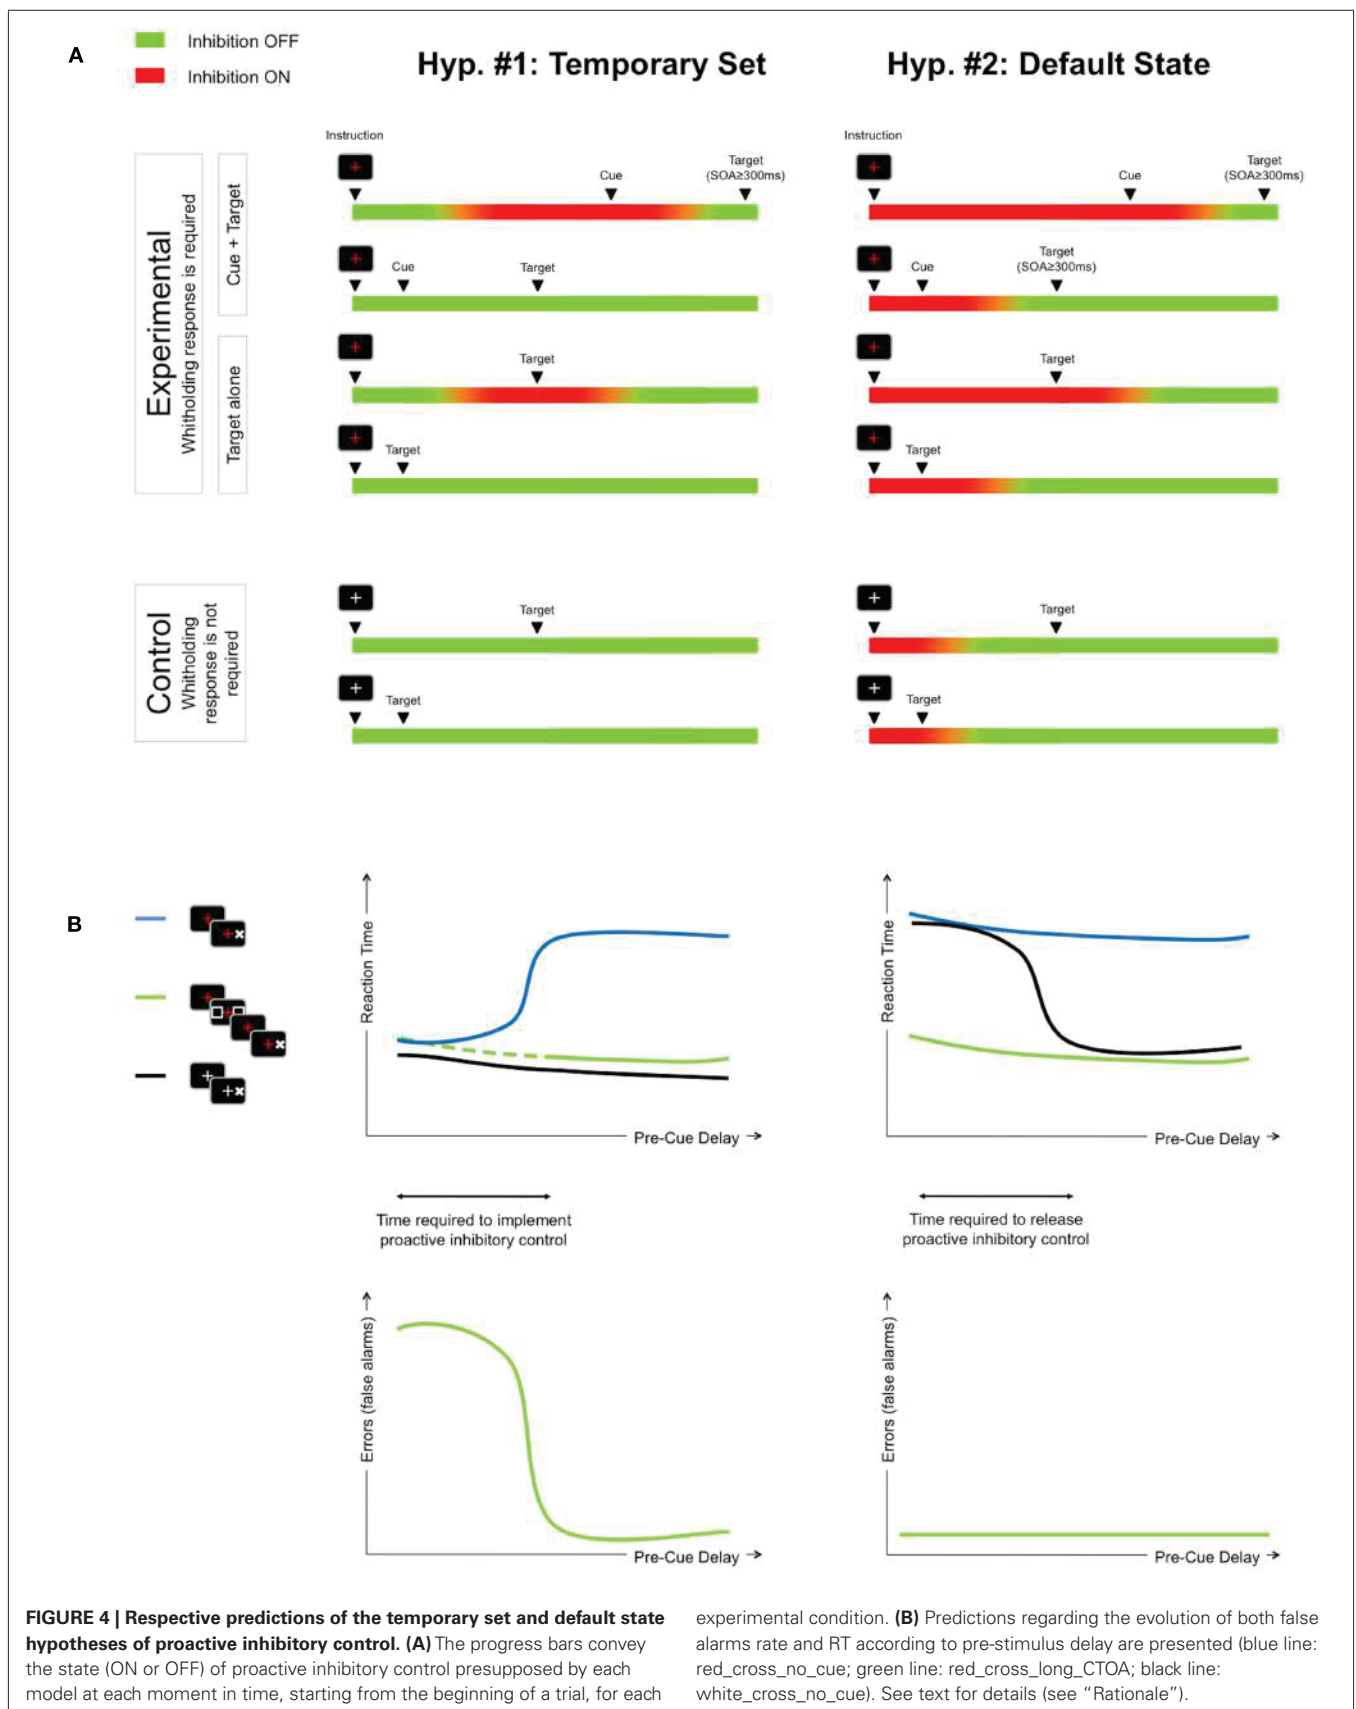 A
Inhibition OFF
Inhibition ON
Hyp. #1: Temporary Set
Hyp. #2: Default State
Experimental
Whitholding response is required
Cue + Target
Target alone
Instruction
Cue
Target
(SOA≥300ms)
Cue
Target
Target
Target
Instruction
Cue
Target
(SOA≥300ms)
Cue
Target
(SOA≥300ms)
Target
Target
Control
Whitholding
response is not
required
Target
Target
Target
Target
B
Reaction Time
Pre-Cue Delay
Reaction Time
Pre-Cue Delay
Time required to implement
proactive inhibitory control
Time required to release
proactive inhibitory control
Errors (false alarms)
Pre-Cue Delay
Errors (false alarms)
Pre-Cue Delay
FIGURE 4 | Respective predictions of the temporary set and default state
hypotheses of proactive inhibitory control. (A) The progress bars convey
the state (ON or OFF) of proactive inhibitory control presupposed by each
model at each moment in time, starting from the beginning of a trial, for each
experimental condition. (B) Predictions regarding the evolution of both false
alarms rate and RT according to pre-stimulus delay are presented (blue line:
red_cross_no_cue; green line: red_cross_long_CTOA; black line:
white_cross_no_cue). See text for details (see “Rationale”).